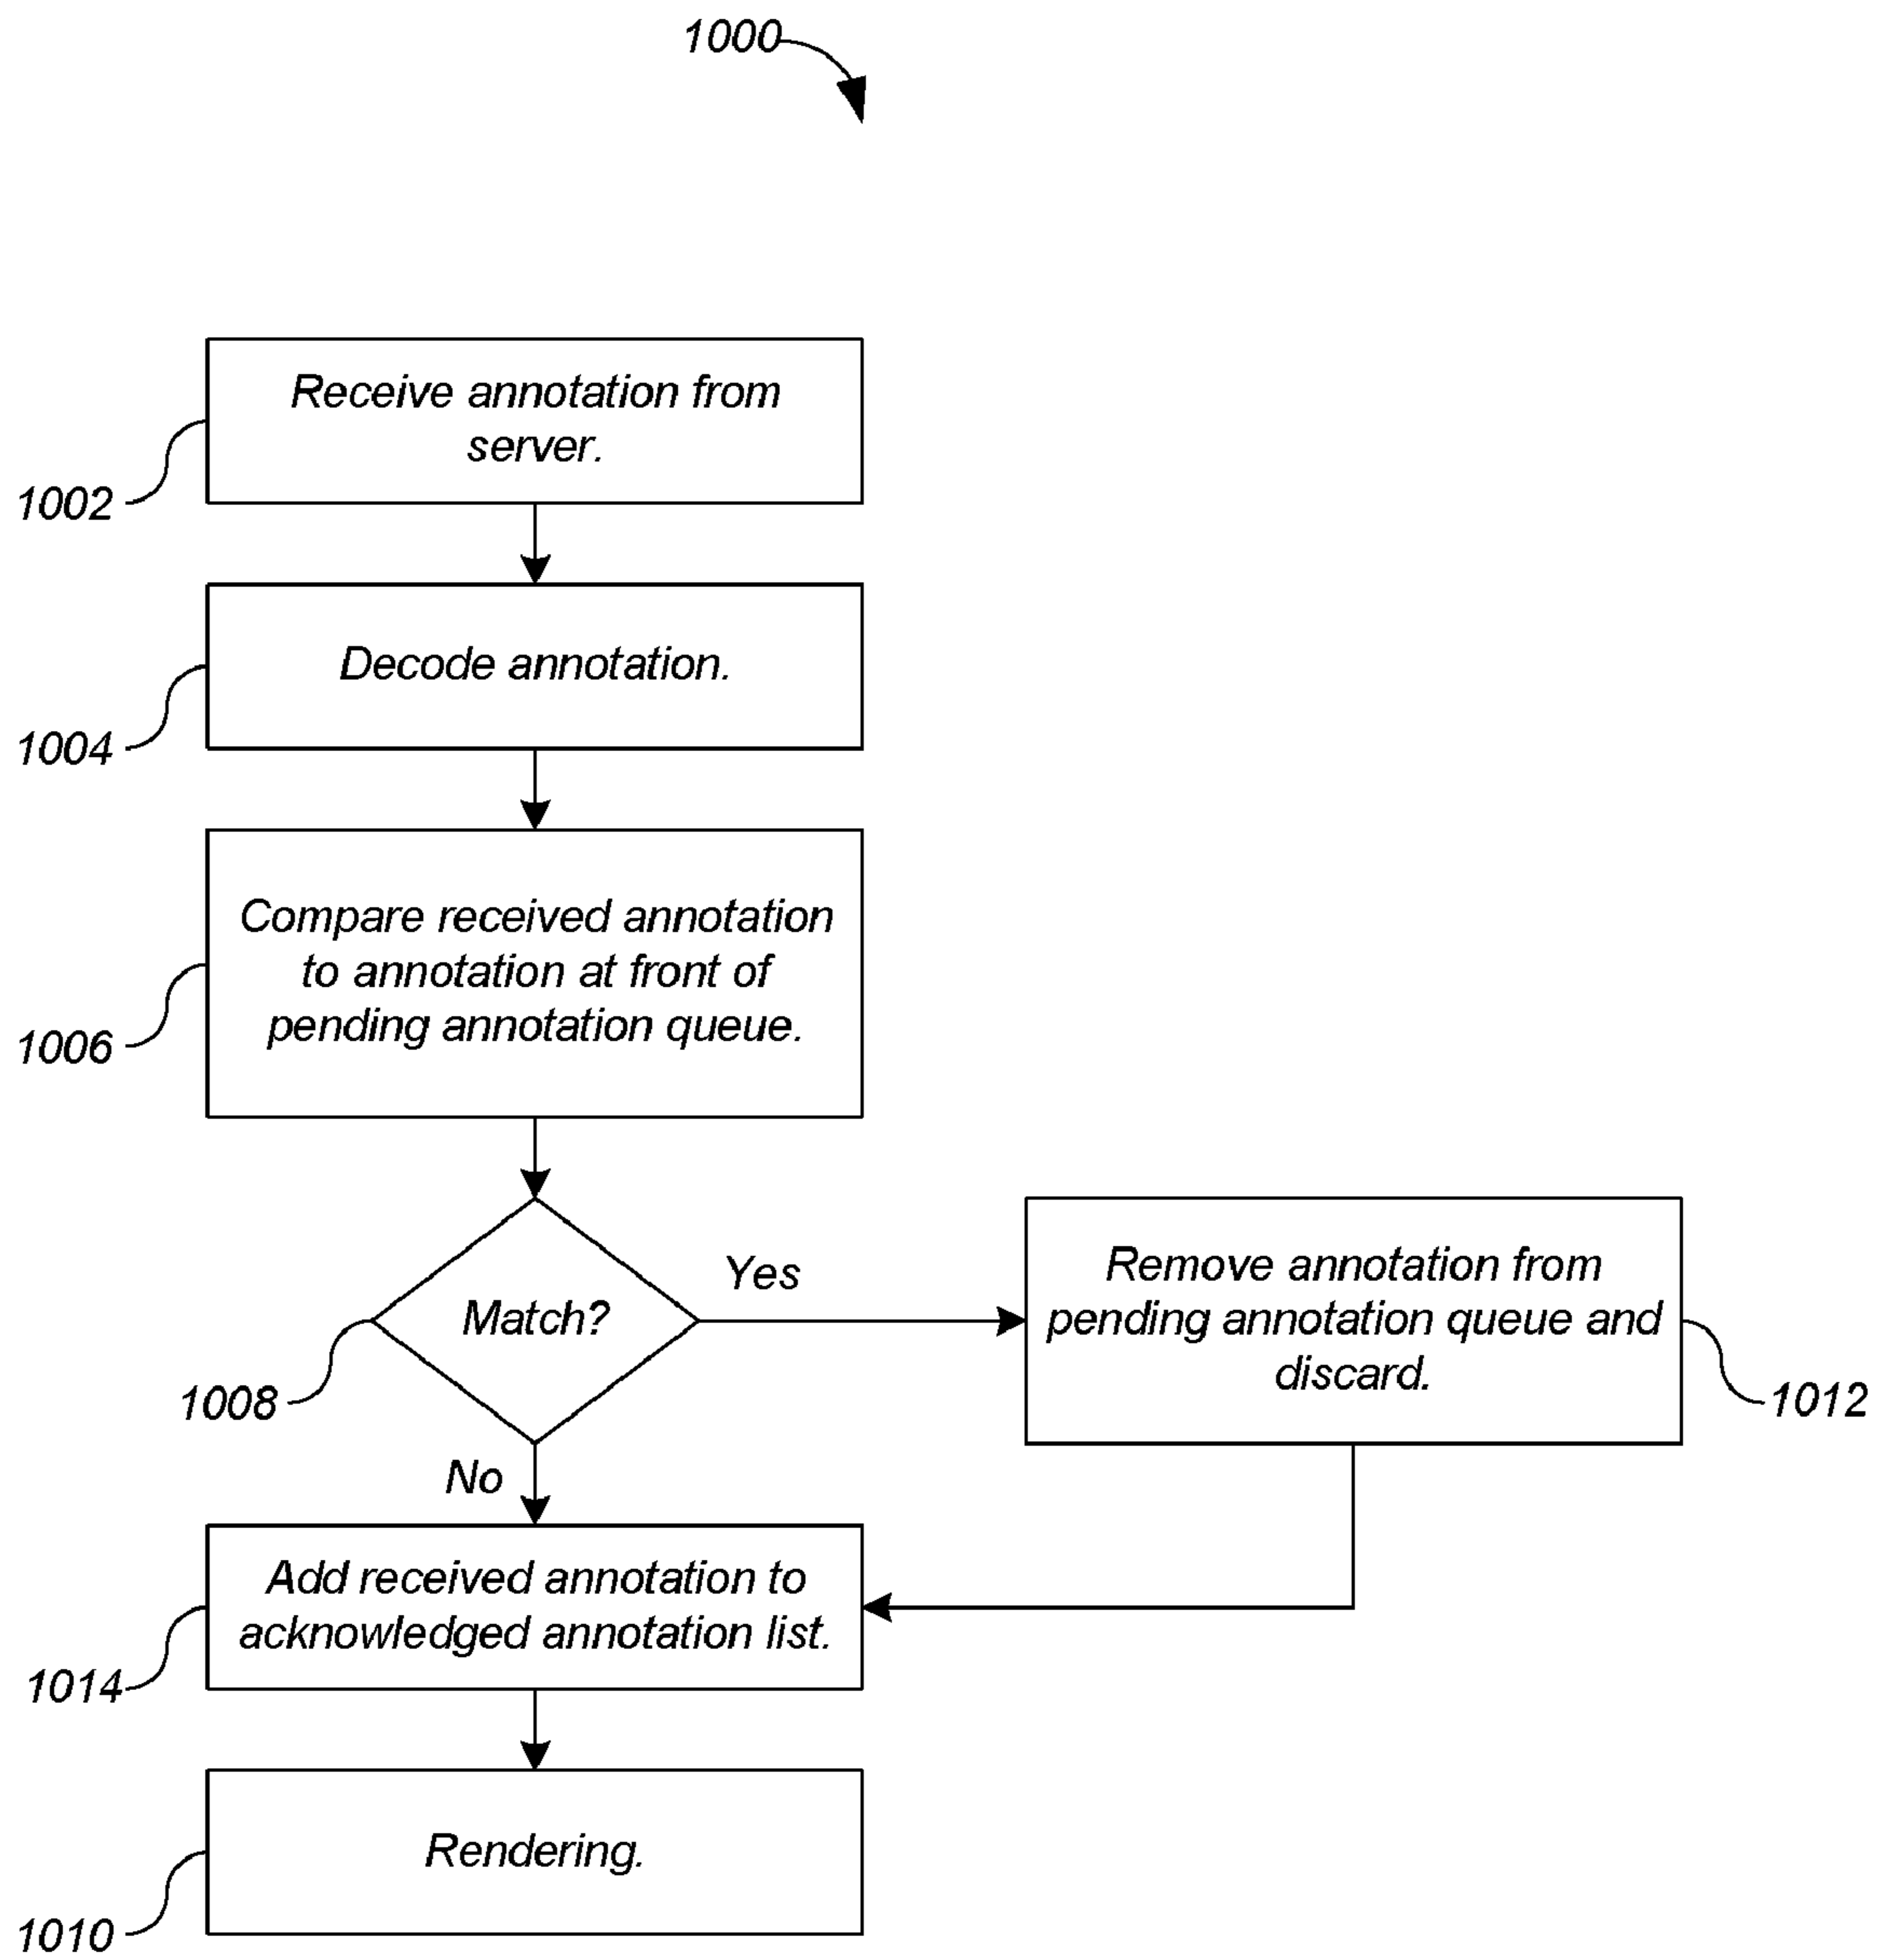 1000
Receive annotation from
server.
1002
Decode annotation.
1004
Compare received annotation
to annotation at front of
pending annotation queue.
1006
Match?
1008
Yes
Remove annotation from
pending annotation queue and
discard.
1012
No
Add received annotation to
acknowledged annotation list.
1014
Rendering.
1010